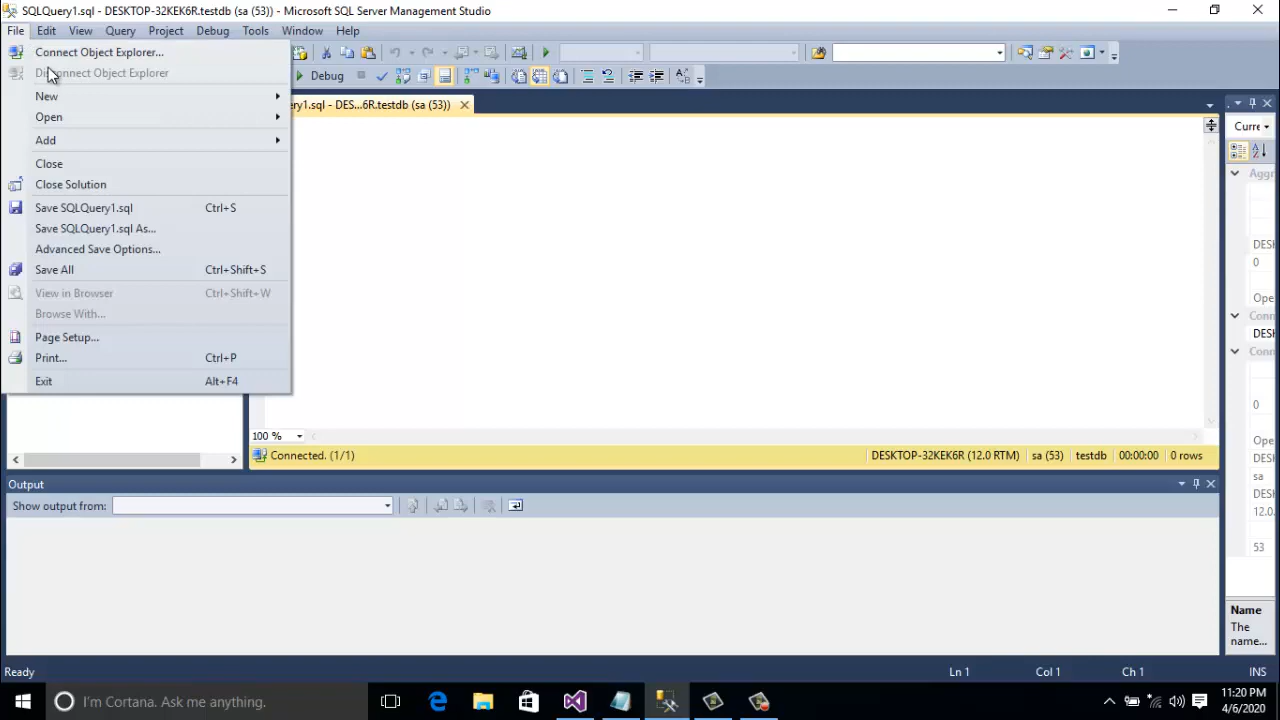 SQLQuery1.sql - DESKTOP-32KEK6R.testdb (sa (53)) - Microsoft SQL Server Management Studio
File Edit View Query Project Debug Tools Window Help
Connect Object Explorer...
Debug
Disconnect Object Explorer
New
ery1.sql - DES...6R.testdb (sa (53))
Open
Curre
Add
Close
Aggr
Close Solution
Save SQLQuery1.sql Ctrl+S
Save SQLQuery1.sql As...
DESK
Advanced Save Options...
0
Save All Ctrl+Shift+S
View in Browser Ctrl+Shift+W
Ope
Browse With...
Conn
Page Setup...
DESK
Print... Ctrl+P
Conn
Exit Alt+F4
0
100 %
Ope
Connected. (1/1) DESKTOP-32KEK6R (12.0 RTM) sa (53) testdb 00:00:00 0 rows
DESK
sa
Output
DESK
Show output from:
12.0.
53
Name
The
name...
Ready Ln 1 Col 1 Ch 1 INS
I'm Cortana. Ask me anything.
11:20 PM
4/6/2020